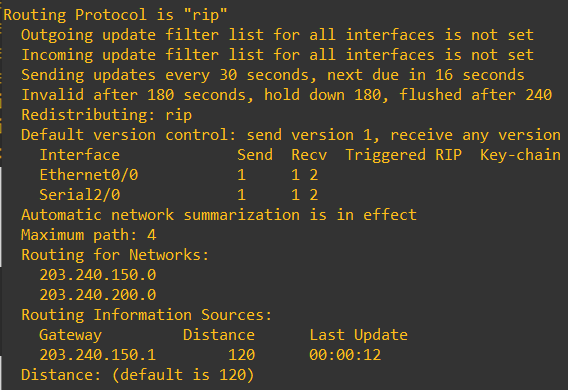 Routing Protocol is "rip"
Outgoing update filter list for all interfaces is not set
Incoming update filter list for all interfaces is not set
Sending updates every 30 seconds, next due in 16 seconds
Invalid after 180 seconds, hold down 180, flushed after 240
Redistributing: rip
Default version control: send version 1, receive any version
Interface Send Recv Triggered RIP Key-chain
Ethernet0/0 1 1 2
Serial2/0 1 1 2
Automatic network summarization is in effect
Maximum path: 4
Routing for Networks:
203.240.150.0
203.240.200.0
Routing Information Sources:
Gateway Distance Last Update
203.240.150.1 120 00:00:12
Distance: (default is 120)